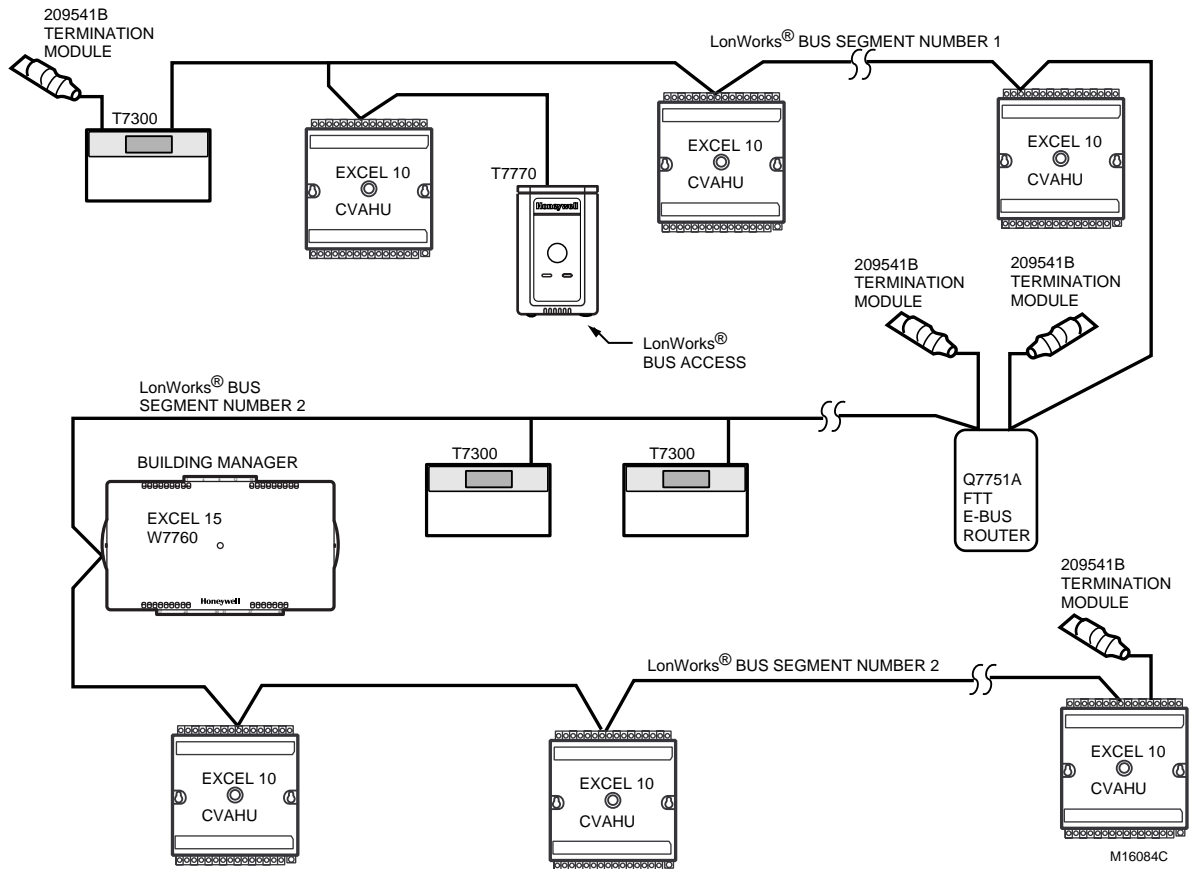 209541B
TERMINATION
MODULE
LonWorks® BUS SEGMENT NUMBER 1
T7300
EXCEL 10
CVAHU
T7770
Honeywell
EXCEL 10
CVAHU
EXCEL 10
CVAHU
LonWorks®
BUS ACCESS
209541B
TERMINATION
MODULE
209541B
TERMINATION
MODULE
LonWorks® BUS
SEGMENT NUMBER 2
T7300
T7300
Q7751A
FTT
E-BUS
ROUTER
BUILDING MANAGER
EXCEL 15
W7760
Honeywell
209541B
TERMINATION
MODULE
LonWorks® BUS SEGMENT NUMBER 2
EXCEL 10
CVAHU
EXCEL 10
CVAHU
EXCEL 10
CVAHU
M16084C